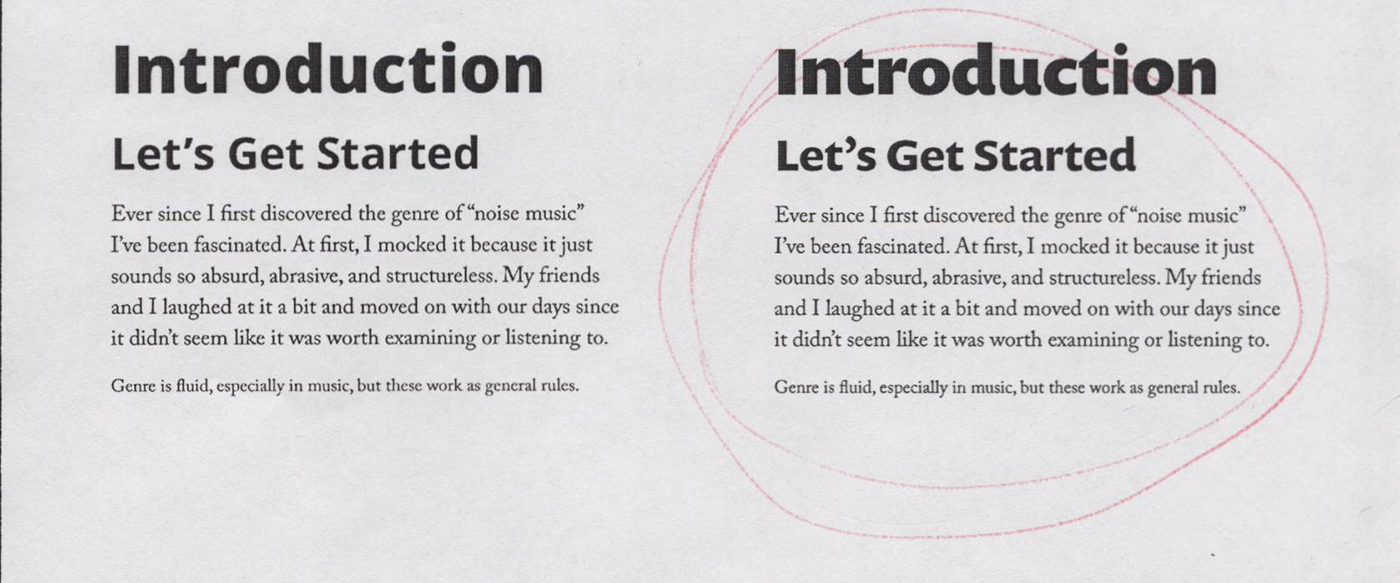 Introduction
Let’s Get Started
Ever since I first discovered the genre of “noise music”
I’ve been fascinated. At first, I mocked it because it just
sounds so absurd, abrasive, and structureless. My friends
and I laughed at it a bit and moved on with our days since
it didn’t seem like it was worth examining or listening to.
Genre is fluid, especially in music, but these work as general rules.
Introduction
Let’s Get Started
Ever since I first discovered the genre of “noise music”
I’ve been fascinated. At first, I mocked it because it just
sounds so absurd, abrasive, and structureless. My friends
and I laughed at it a bit and moved on with our days since
it didn’t seem like it was worth examining or listening to.
Genre is fluid, especially in music, but these work as general rules.